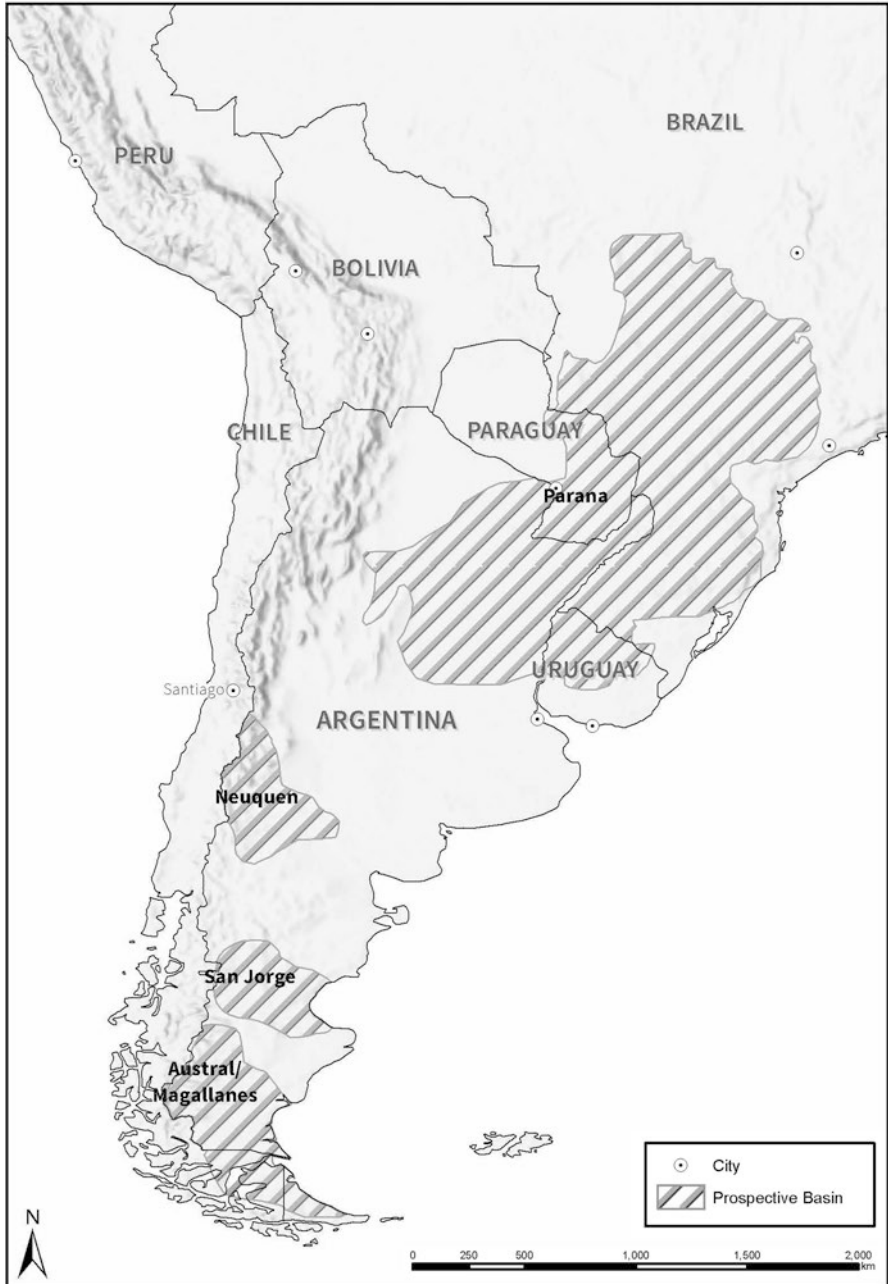 BRAZIL
PERU
BOLIVIA
CHILE
PARAGUAY
Parana
URUGUAY
Santiago
ARGENTINA
Neuquen
San Jorge
Austral/
Magallanes
City
Prospective Basin
N
0 250 500 1,000 1,500 2,000
km